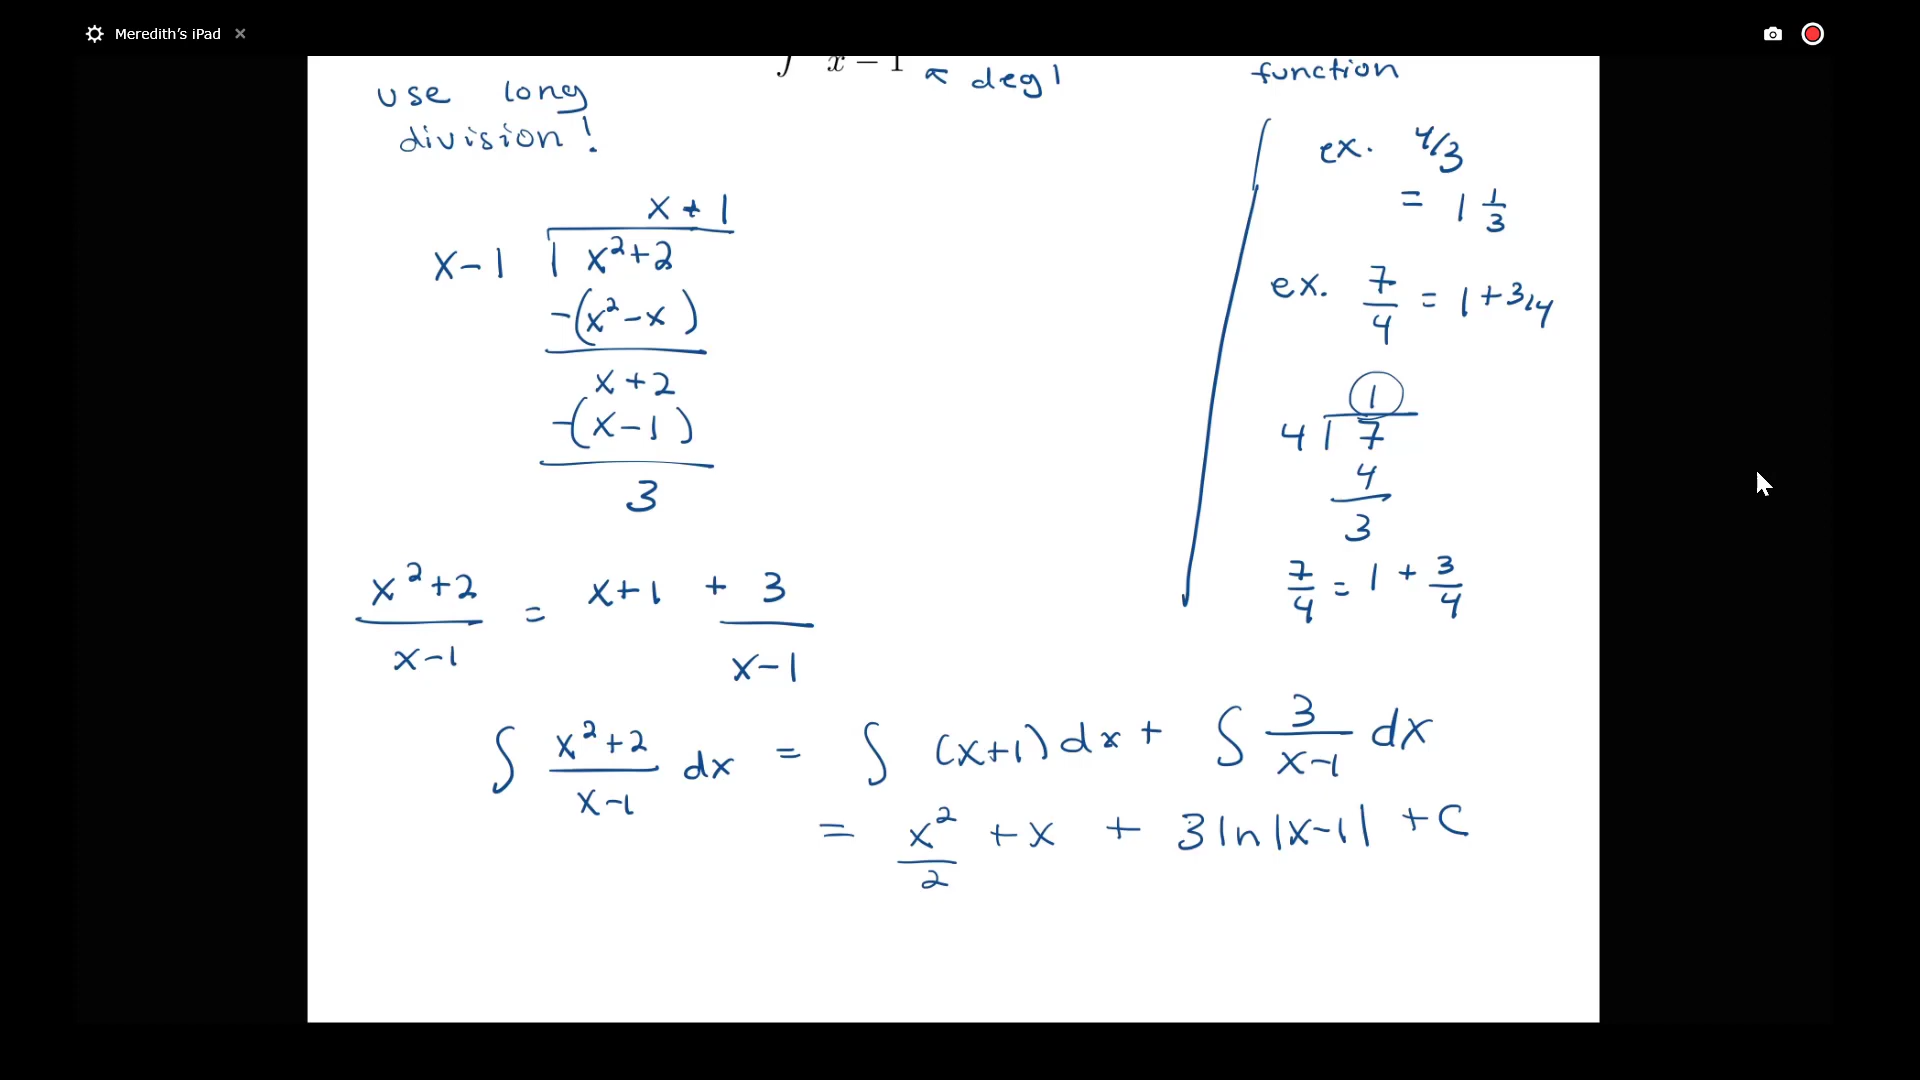 Meredith's iPad ×
∫ x − 1 ↖ deg 1
function
use long
division!
x + 1
x-1 | x²+2
-(x²-x)
x+2
-(x-1)
3
ex. 4/3
= 1 1/3
ex. 7/4 = 1 + 3/4
1
4 | 7
4
3
7/4 = 1 + 3/4
(x²+2)/(x-1) = x+1 + 3/(x-1)
∫ (x²+2)/(x-1) dx = ∫ (x+1) dx + ∫ 3/(x-1) dx
= x²/2 + x + 3 ln|x-1| + C